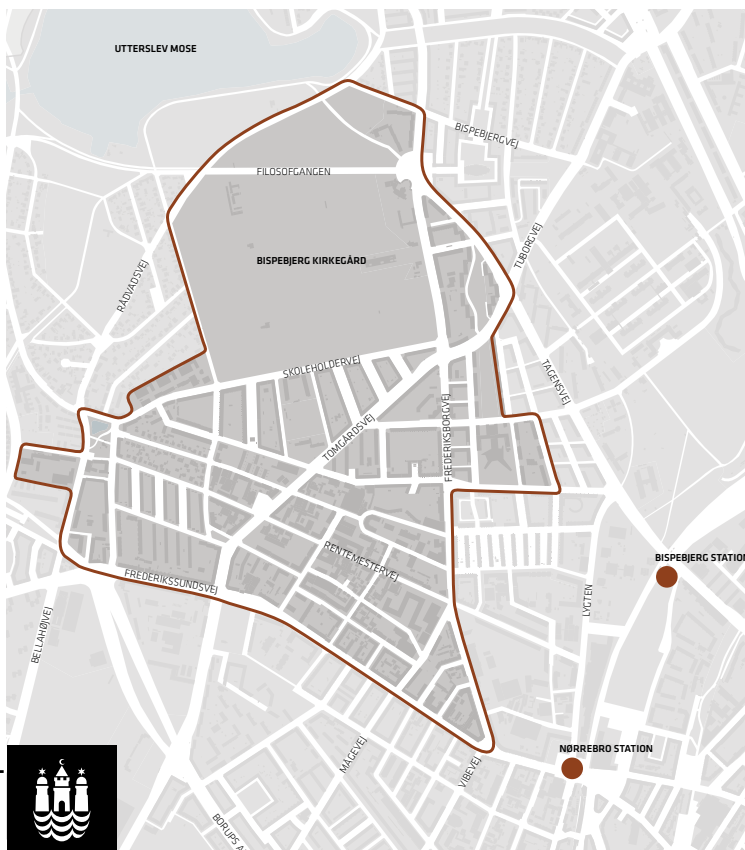 UTTERSLEV MOSE
BISPEBJERGVEJ
FILOSOFGANGEN
TUBORGVEJ
BISPEBJERG KIRKEGÅRD
RÅDVADSVEJ
SKOLEHOLDERVEJ
TAGENSVEJ
TOMGÅRDSVEJ
FREDERIKSBORGVEJ
RENTEMESTERVEJ
BISPEBJERG STATION
FREDERIKSSUNDSVEJ
LYGTEN
BELLAHØJVEJ
NØRREBRO STATION
MÅGEVEJ
VIBEVEJ
BORUPS A